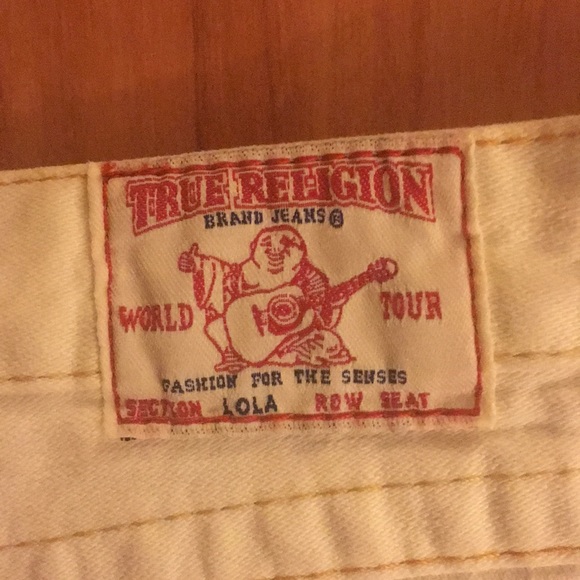 TRUE RELIGION
BRAND JEANS®
WORLD TOUR
FASHION FOR THE SENSES
SECTION LOLA ROW SEAT